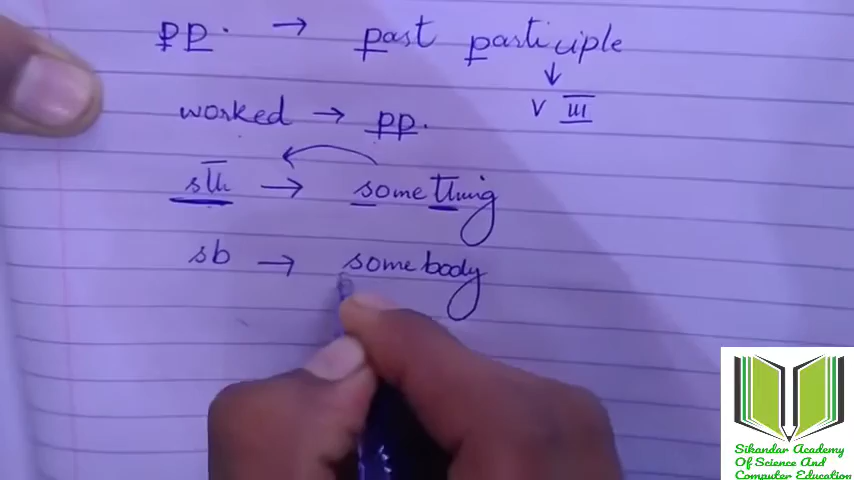 pp. → past participle
↓
worked → pp. V III
sth → something
sb → somebody
Sikandar Academy
Of Science And
Computer Education